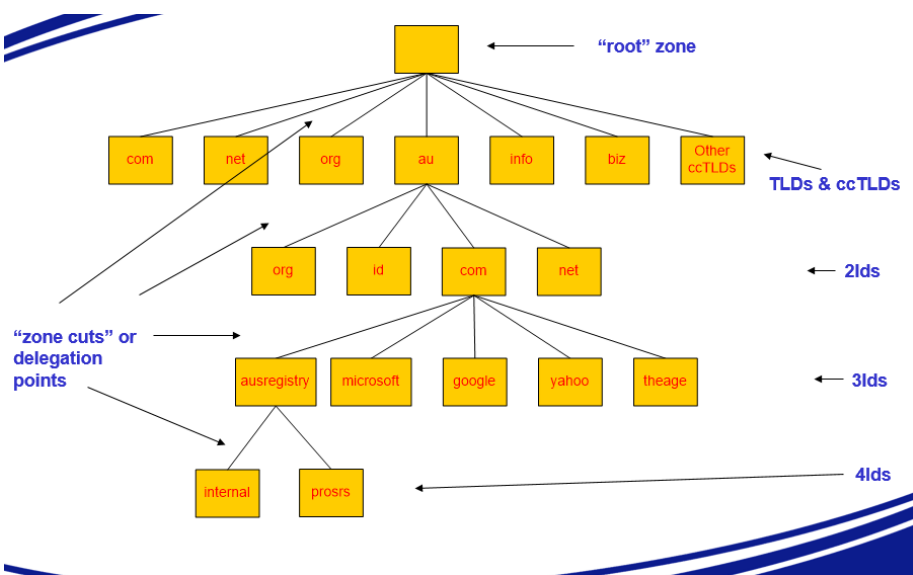 “root” zone
com
net
org
au
info
biz
Other
ccTLDs
TLDs & ccTLDs
org
id
com
net
2lds
“zone cuts” or
delegation
points
ausregistry
microsoft
google
yahoo
theage
3lds
internal
prosrs
4lds